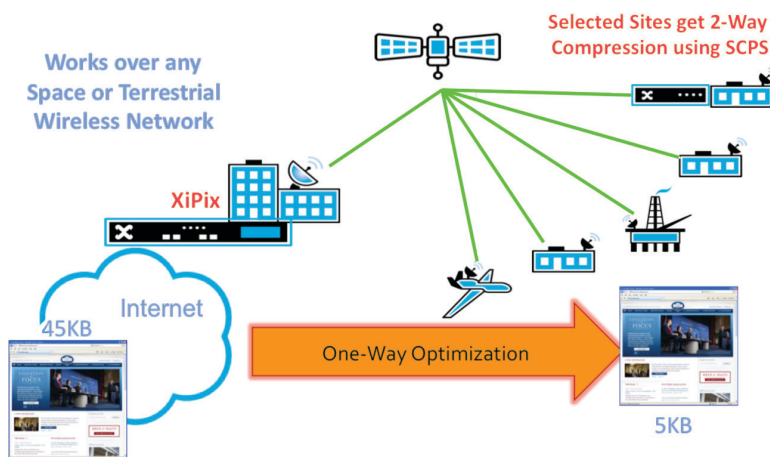 Selected Sites get 2-Way
Compression using SCPS
Works over any
Space or Terrestrial
Wireless Network
XiPix
Internet
45KB
One-Way Optimization
5KB